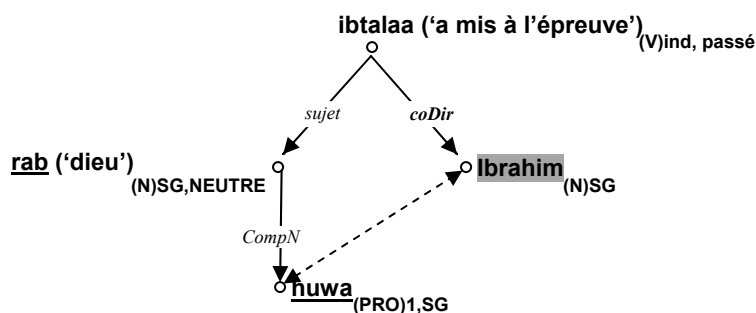 ibtalaa (‘a mis à l’épreuve’)(V)ind, passé
sujet
coDir
rab (‘dieu’)(N)SG,NEUTRE
Ibrahim(N)SG
CompN
huwa(PRO)1,SG